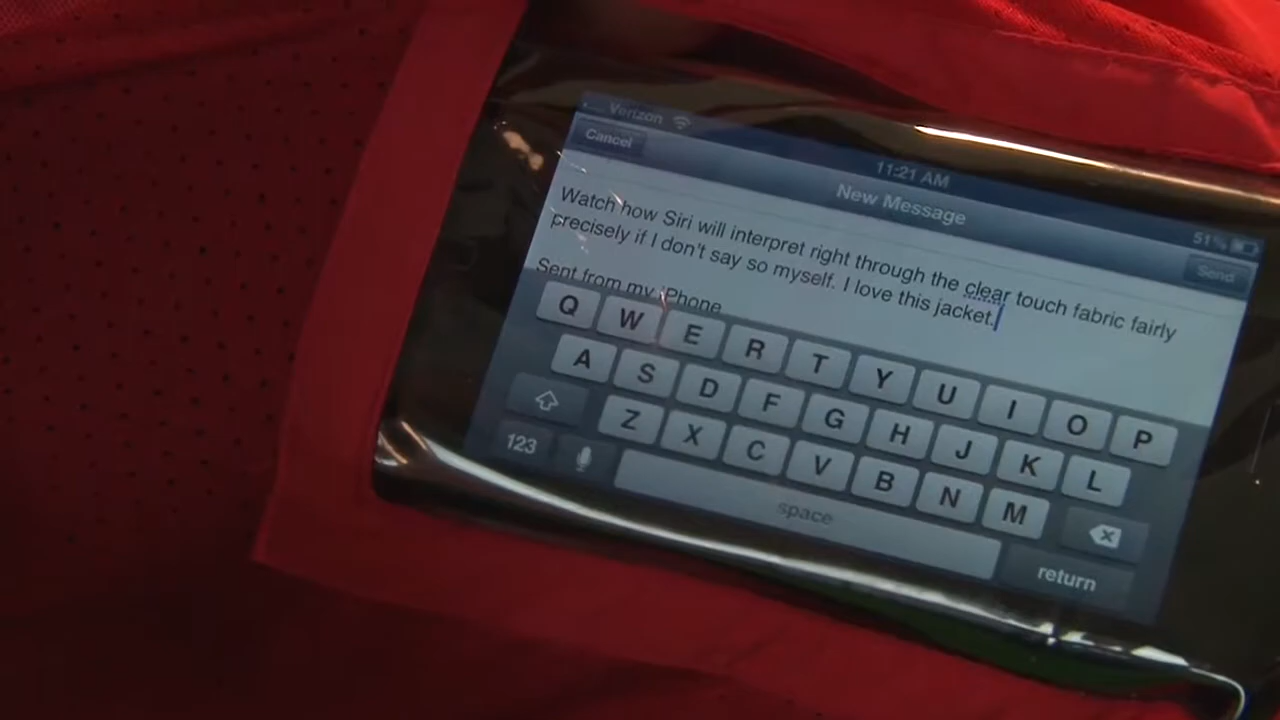 Verizon
11:21 AM
51%
Cancel
New Message
Send
Watch how Siri will interpret right through the clear touch fabric fairly
precisely if I don't say so myself. I love this jacket.
Sent from my iPhone
Q W E R T Y U I O P
A S D F G H J K L
Z X C V B N M
123
space
return